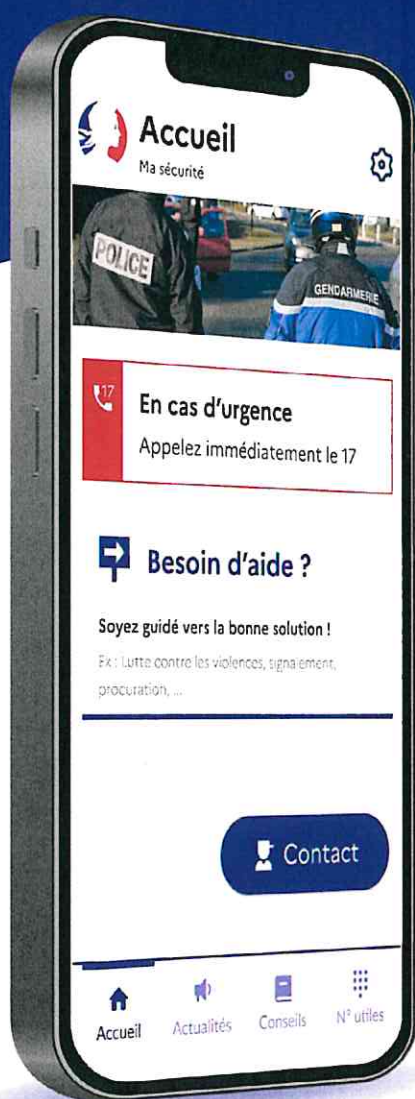 Accueil
Ma sécurité
POLICE
GENDARMERIE
17
En cas d'urgence
Appelez immédiatement le 17
Besoin d'aide ?
Soyez guidé vers la bonne solution !
Ex : Lutte contre les violences, signalement,
procuration, ...
Contact
Accueil
Actualités
Conseils
N° utiles